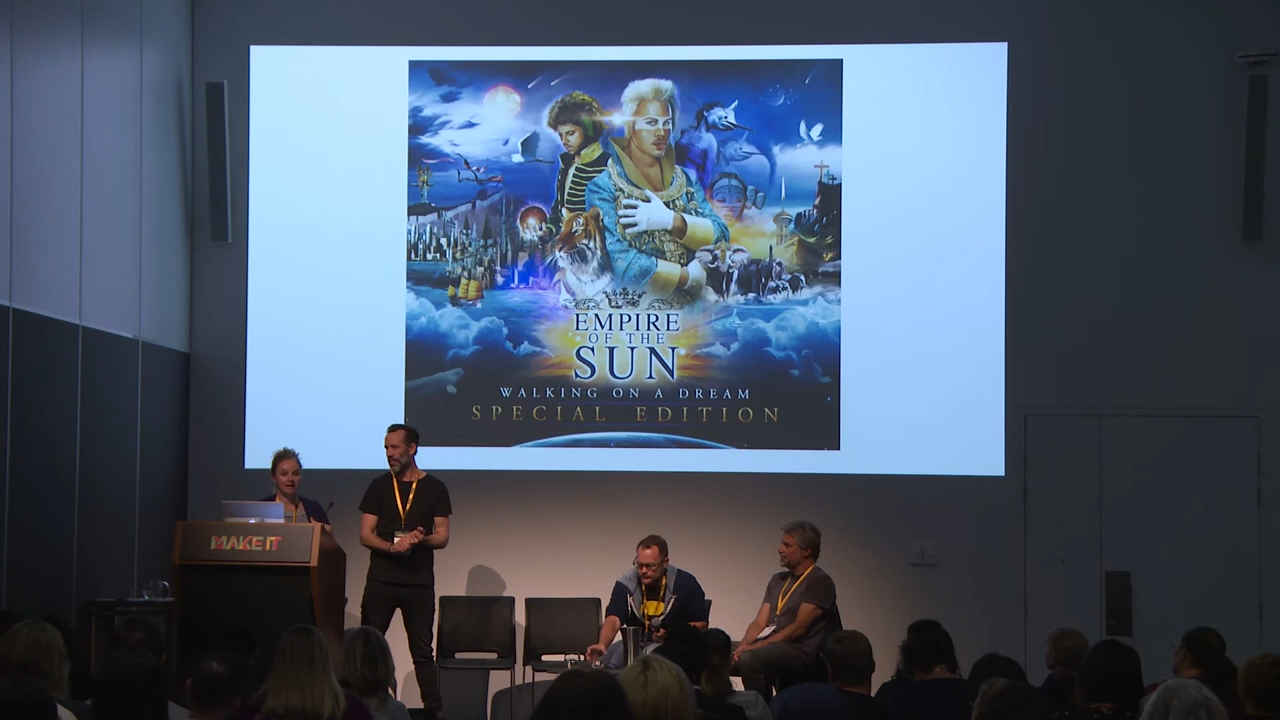 EMPIRE
OF THE
SUN
WALKING ON A DREAM
SPECIAL EDITION
MAKE IT